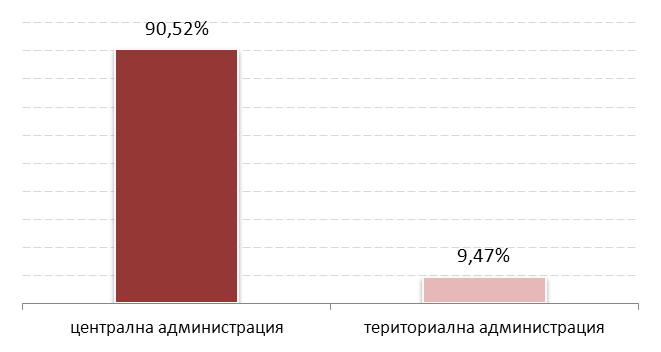 90,52%
9,47%
централна администрация
териториална администрация